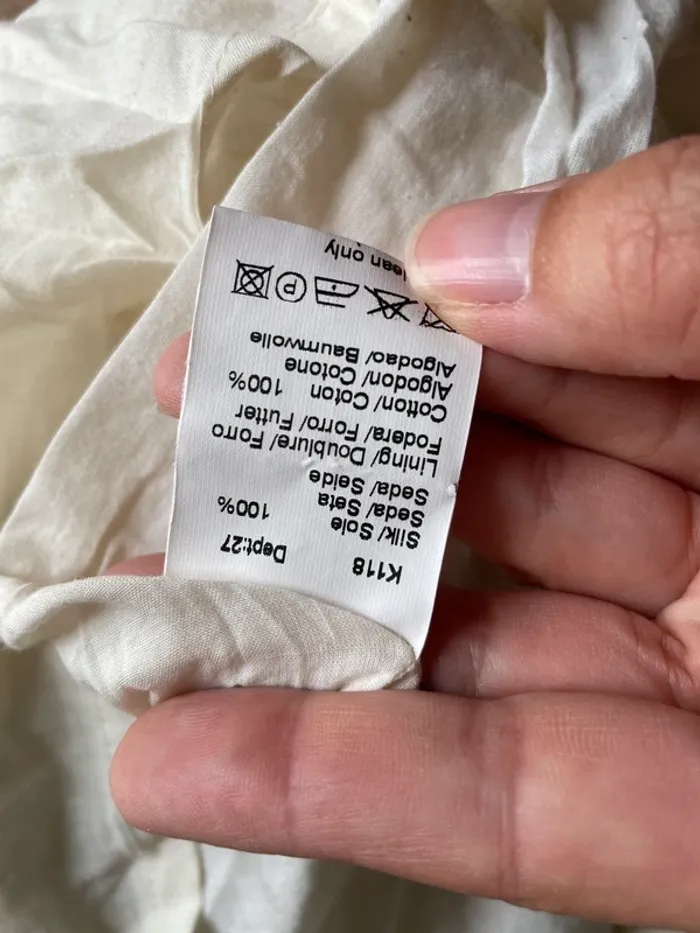 K118 Dept:27
Silk/ Soie 100%
Seda/ Seta
Seda/ Seide
Lining/ Doublure/ Forro
Fodera/ Forro/ Futter
Cotton/ Coton 100%
Algodon/ Cotone
Algodao/ Baumwolle
P
lean only